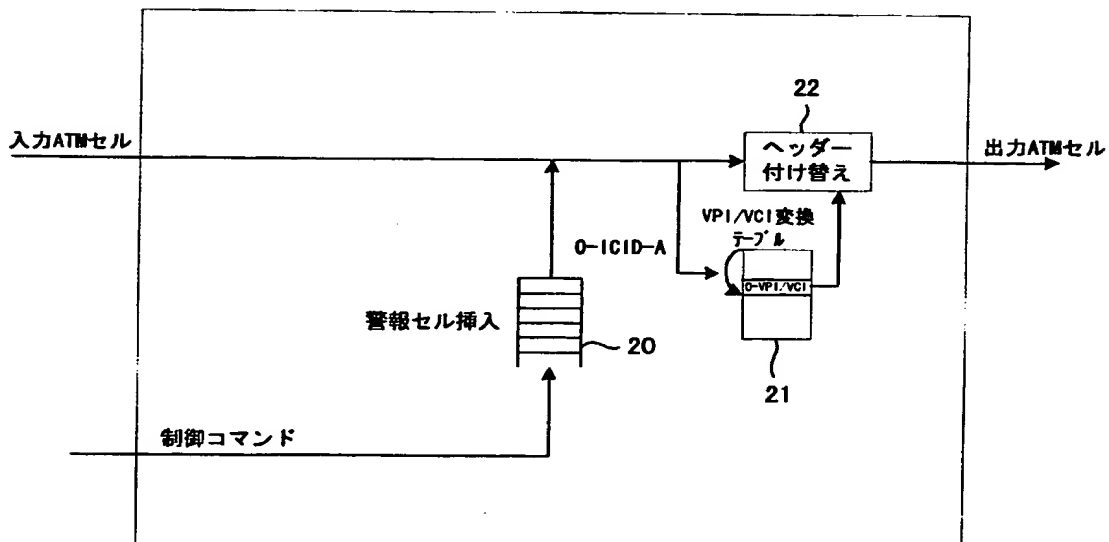 22
入力ATMセル
ヘッダー
付け替え
出力ATMセル
VPI/VCI変換
テーブル
O-ICID-A
O-VPI/VCI
警報セル挿入
20
21
制御コマンド